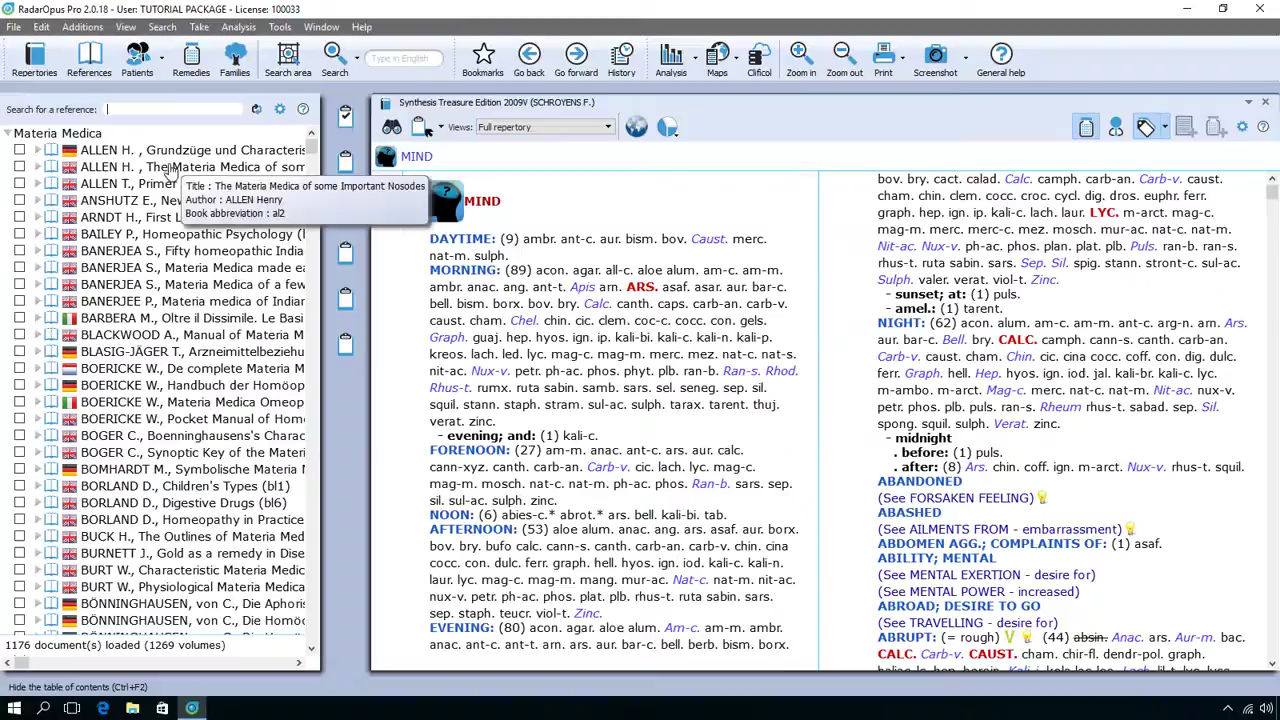 RadarOpus Pro 2.0.18 - User: TUTORIAL PACKAGE - License: 100033
File Edit Additions View Search Take Analysis Tools Window Help
Repertories References Patients Remedies Families Search area Search Type in English Bookmarks Go back Go forward History Analysis Maps Clificol Zoom in Zoom out Print Screenshot General help
Search for a reference:
Materia Medica
ALLEN H. , Grundzüge und Characteris
ALLEN H. , The Materia Medica of som
ALLEN T., Primer
ANSHUTZ E., Nev
ARNDT H., First L
BAILEY P., Homeopathic Psychology (
BANERJEA S., Fifty homeopathic India
BANERJEA S., Materia Medica made ea
BANERJEA S., Materia Medica of a few
BANERJEE P., Materia medica of Indian
BARBERA M., Oltre il Dissimile. Le Basi
BLACKWOOD A., Manual of Materia M
BLASIG-JÄGER T., Arzneimittelbeziehu
BOERICKE W., De complete Materia M
BOERICKE W., Handbuch der Homöop
BOERICKE W., Materia Medica Omeop
BOERICKE W., Pocket Manual of Home
BOGER C., Boenninghausens's Charac
BOGER C., Synoptic Key of the Materia
BOMHARDT M., Symbolische Materia M
BORLAND D., Children's Types (bl1)
BORLAND D., Digestive Drugs (bl6)
BORLAND D., Homeopathy in Practice
BUCK H., The Outlines of Materia Med
BURNETT J., Gold as a remedy in Dise
BURT W., Characteristic Materia Medica
BURT W., Physiological Materia Medica
BÖNNINGHAUSEN, von C., Die Aphoris
BÖNNINGHAUSEN, von C., Die Homöo
1176 document(s) loaded (1269 volumes)
Hide the table of contents (Ctrl+F2)
Title : The Materia Medica of some Important Nosodes
Author : ALLEN Henry
Book abbreviation : al2
Synthesis Treasure Edition 2009V (SCHROYENS F.)
Views: Full repertory
MIND
MIND
DAYTIME: (9) ambr. ant-c. aur. bism. bov. Caust. merc.
nat-m. sulph.
MORNING: (89) acon. agar. all-c. aloe alum. am-c. am-m.
ambr. anac. ang. ant-t. Apis arn. ARS. asaf. asar. aur. bar-c.
bell. bism. borx. bov. bry. Calc. canth. caps. carb-an. carb-v.
caust. cham. Chel. chin. cic. clem. coc-c. cocc. con. gels.
Graph. guaj. hep. hyos. ign. ip. kali-bi. kali-c. kali-n. kali-p.
kreos. lach. led. lyc. mag-c. mag-m. merc. mez. nat-c. nat-s.
nit-ac. Nux-v. petr. ph-ac. phos. phyt. plb. ran-b. Ran-s. Rhod.
Rhus-t. rumx. ruta sabin. samb. sars. sel. seneg. sep. sil.
squil. stann. staph. stram. sul-ac. sulph. tarax. tarent. thuj.
verat. zinc.
- evening; and: (1) kali-c.
FORENOON: (27) am-m. anac. ant-c. ars. aur. calc.
cann-xyz. canth. carb-an. Carb-v. cic. lach. lyc. mag-c.
mag-m. mosch. nat-c. nat-m. ph-ac. phos. Ran-b. sars. sep.
sil. sul-ac. sulph. zinc.
NOON: (6) abies-c.* abrot.* ars. bell. kali-bi. tab.
AFTERNOON: (53) aloe alum. anac. ang. ars. asaf. aur. borx.
bov. bry. bufo calc. cann-s. canth. carb-an. carb-v. chin. cina
cocc. con. dulc. ferr. graph. hell. hyos. ign. iod. kali-c. kali-n.
laur. lyc. mag-c. mag-m. mang. mur-ac. Nat-c. nat-m. nit-ac.
nux-v. petr. ph-ac. phos. plat. plb. rhus-t. ruta sabin. sars.
sep. staph. teucr. viol-t. Zinc.
EVENING: (80) acon. agar. aloe alum. Am-c. am-m. ambr.
anac. ant-c. ant-t. arn. ars. aur. bar-c. bell. berb. bism. borx.
bov. bry. cact. calad. Calc. camph. carb-an. Carb-v. caust.
cham. chin. chin-s. clem. cocc. cycl. dros. euphr. ferr.
graph. hep. ign. ip. kali-c. lach. laur. LYC. m-arct. mag-c.
mag-m. merc. merc-c. mez. mosch. mur-ac. nat-c. nat-m.
Nit-ac. Nux-v. ph-ac. phos. plan. plat. plb. Puls. ran-b. ran-s.
rhus-t. ruta sabin. sars. Sep. Sil. spig. stann. stront-c. sul-ac.
Sulph. valer. verat. viol-t. Zinc.
- sunset; at: (1) puls.
- amel.: (1) tarent.
NIGHT: (62) acon. alum. am-c. am-m. ant-c. arg-n. arn. Ars.
aur. bar-c. Bell. bry. CALC. camph. cann-s. canth. carb-an.
Carb-v. caust. cham. Chin. cic. cina cocc. coff. con. dig. dulc.
ferr. Graph. hell. Hep. hyos. ign. iod. jal. kali-br. kali-c. lyc.
m-ambo. m-arct. Mag-c. merc. nat-c. nat-m. Nit-ac. nux-v.
petr. phos. plb. puls. ran-s. Rheum rhus-t. sabad. sep. Sil.
spong. squil. sulph. Verat. zinc.
- midnight
. before: (1) puls.
. after: (8) Ars. chin. coff. ign. m-arct. Nux-v. rhus-t. squil.
ABANDONED
(See FORSAKEN FEELING)
ABASHED
(See AILMENTS FROM - embarrassment)
ABDOMEN AGG.; COMPLAINTS OF: (1) asaf.
ABILITY; MENTAL
(See MENTAL EXERTION - desire for)
(See MENTAL POWER - increased)
ABROAD; DESIRE TO GO
(See TRAVELLING - desire for)
ABRUPT: (= rough) (44) absin. Anac. ars. Aur-m. bac.
CALC. Carb-v. CAUST. cham. chir-fl. dendr-pol. graph.